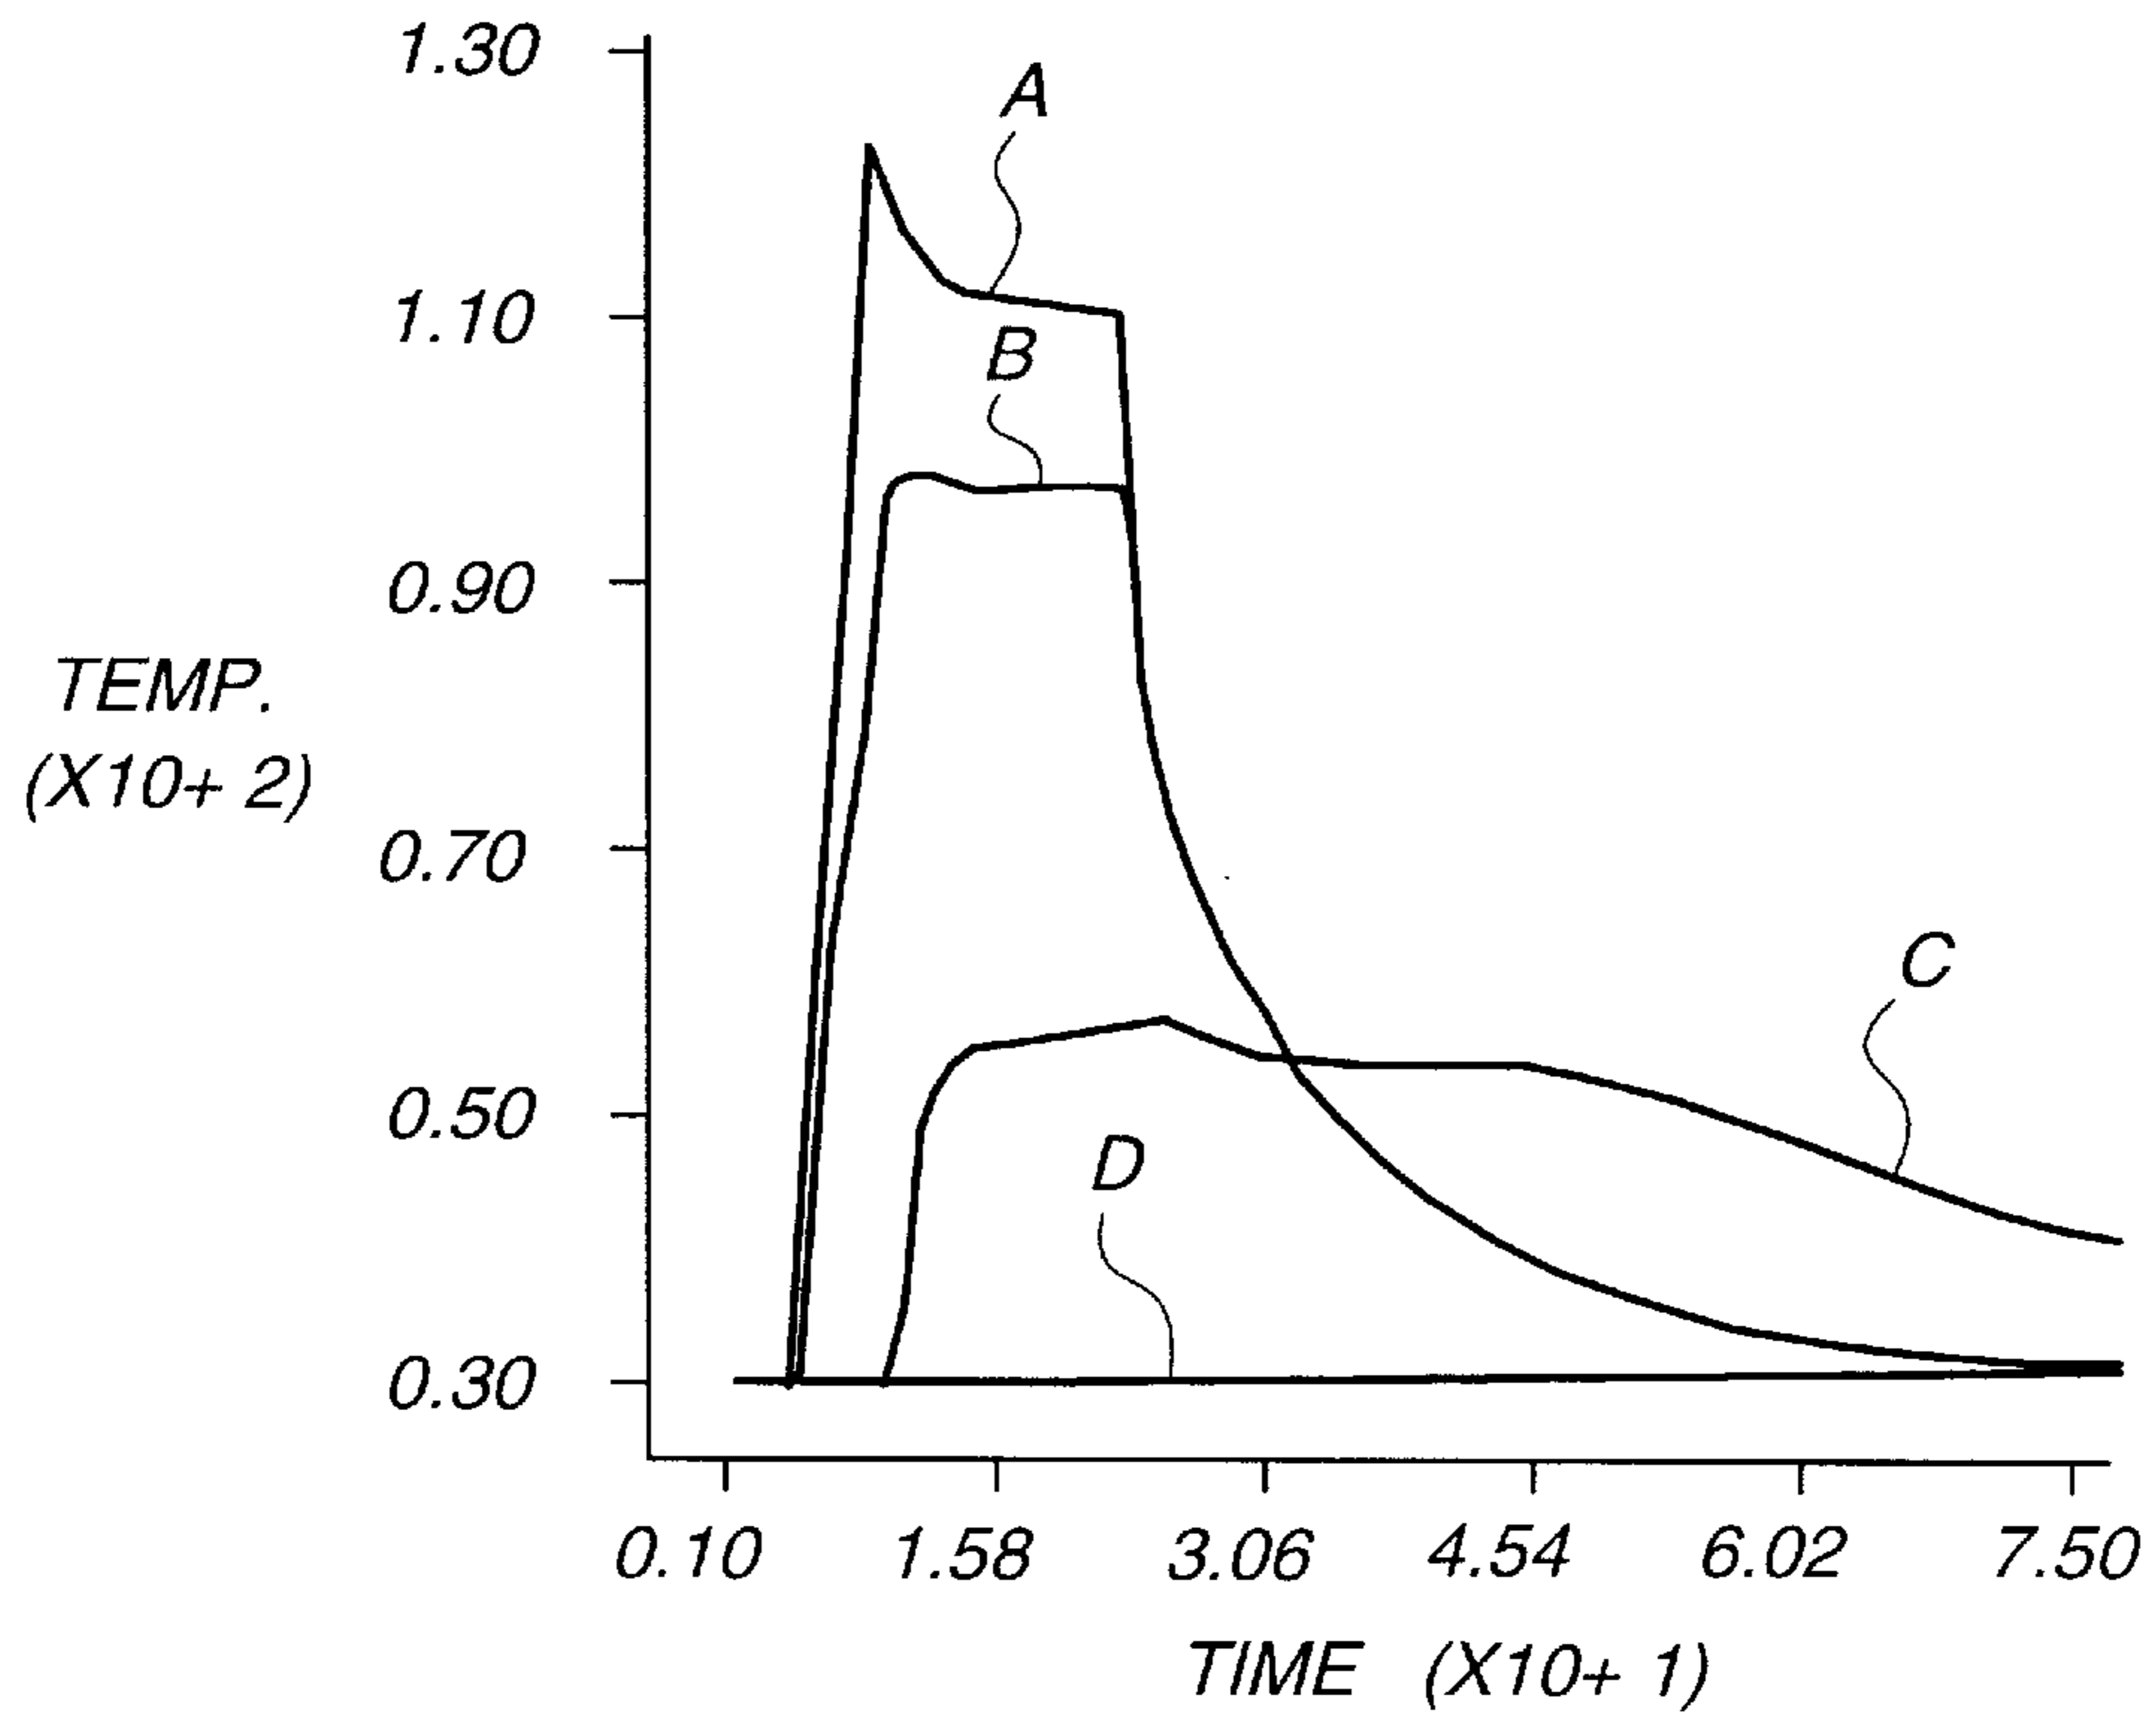 1.30
A
1.10
B
0.90
TEMP.
(X10+ 2)
0.70
C
0.50
D
0.30
0.10 1.58 3.06 4.54 6.02 7.50
TIME (X10+ 1)